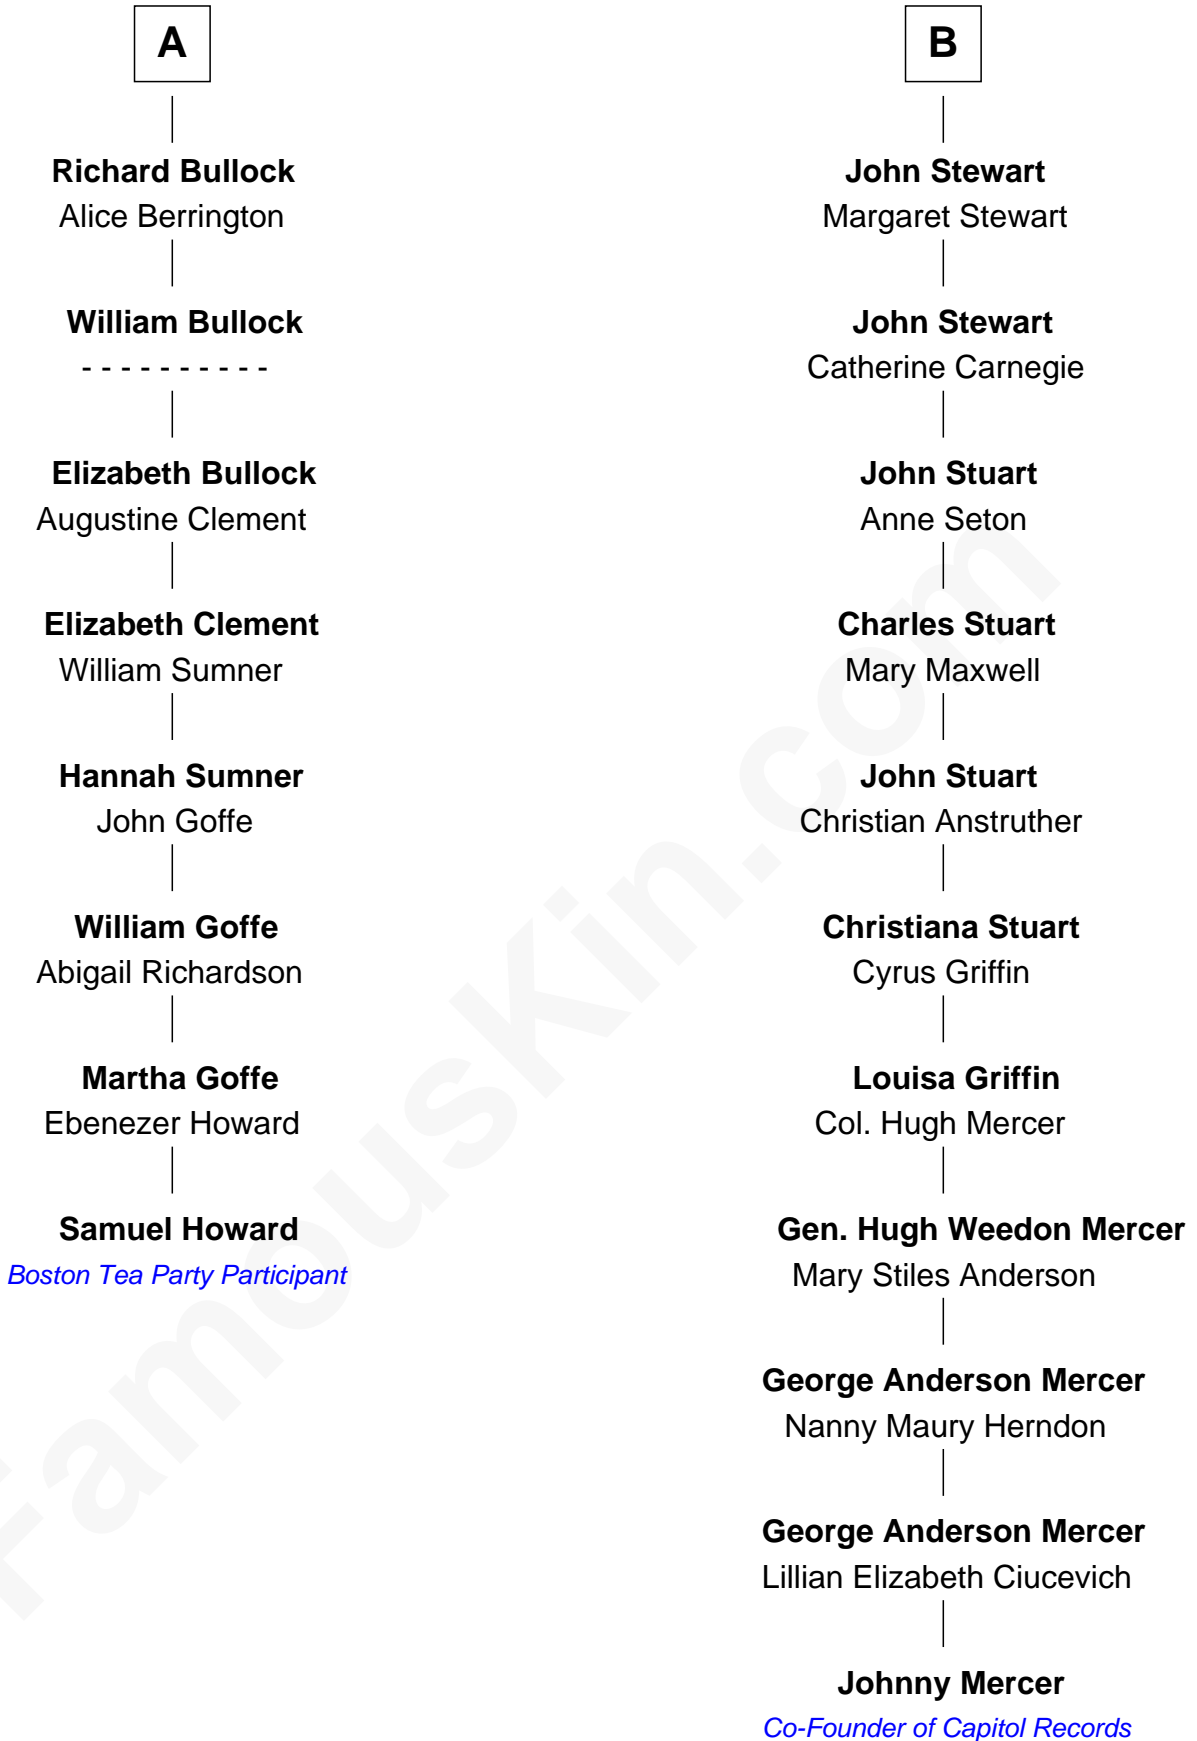 A
Richard Bullock
Alice Berrington
William Bullock
- - - - - - - - - -
Elizabeth Bullock
Augustine Clement
Elizabeth Clement
William Sumner
Hannah Sumner
John Goffe
William Goffe
Abigail Richardson
Martha Goffe
Ebenezer Howard
Samuel Howard
Boston Tea Party Participant
B
John Stewart
Margaret Stewart
John Stewart
Catherine Carnegie
John Stuart
Anne Seton
Charles Stuart
Mary Maxwell
John Stuart
Christian Anstruther
Christiana Stuart
Cyrus Griffin
Louisa Griffin
Col. Hugh Mercer
Gen. Hugh Weedon Mercer
Mary Stiles Anderson
George Anderson Mercer
Nanny Maury Herndon
George Anderson Mercer
Lillian Elizabeth Ciucevich
Johnny Mercer
Co-Founder of Capitol Records
FamousKin.com